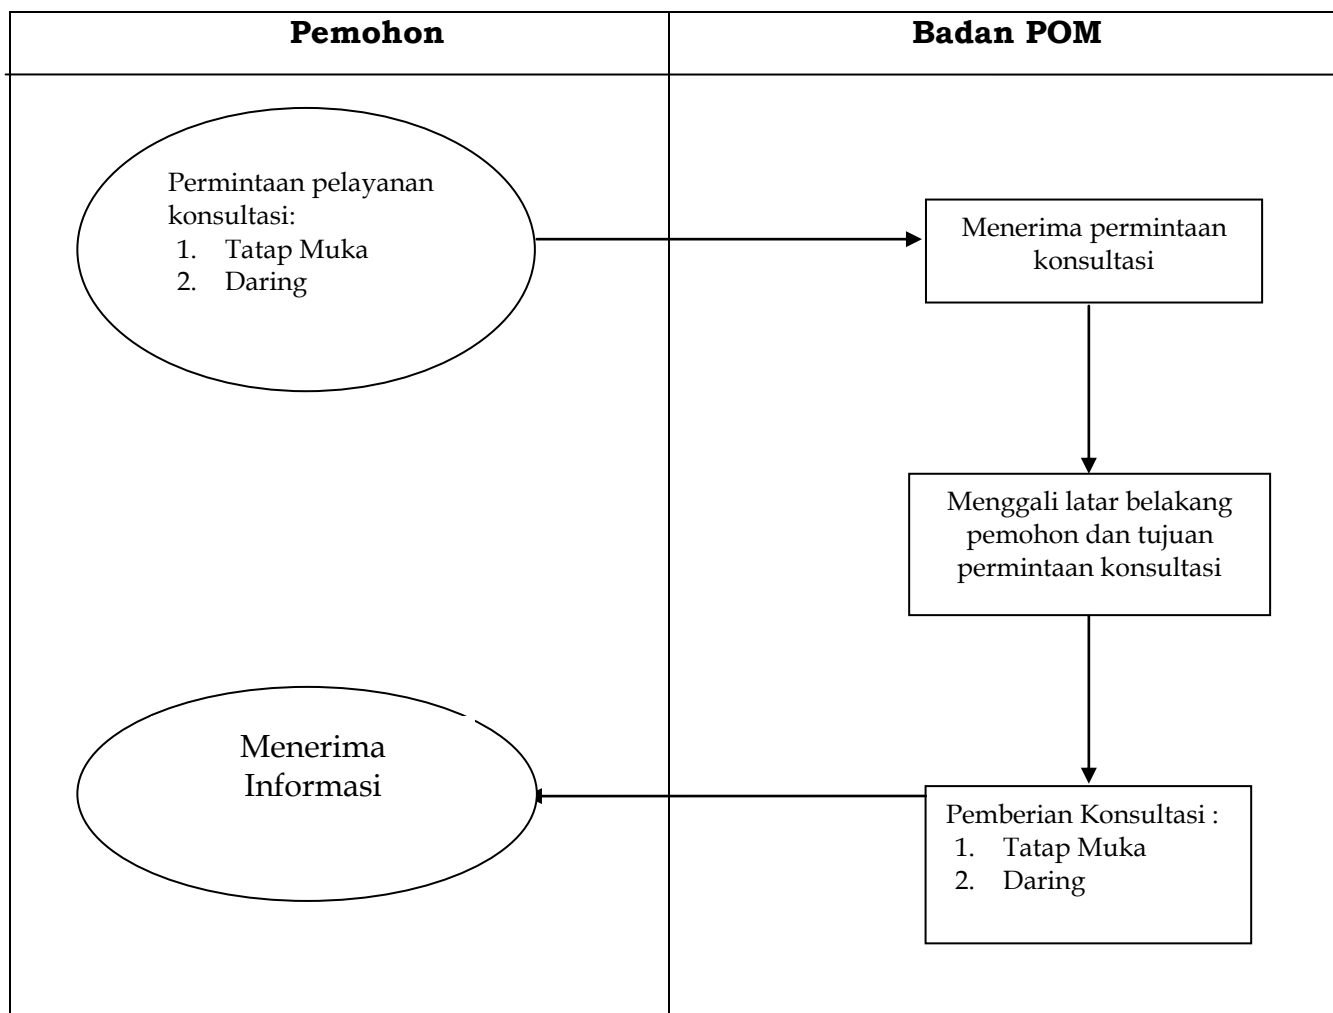 Pemohon
Badan POM
Permintaan pelayanan
konsultasi:
1. Tatap Muka
2. Daring
Menerima permintaan
konsultasi
Menggali latar belakang
pemohon dan tujuan
permintaan konsultasi
Pemberian Konsultasi :
1. Tatap Muka
2. Daring
Menerima
Informasi